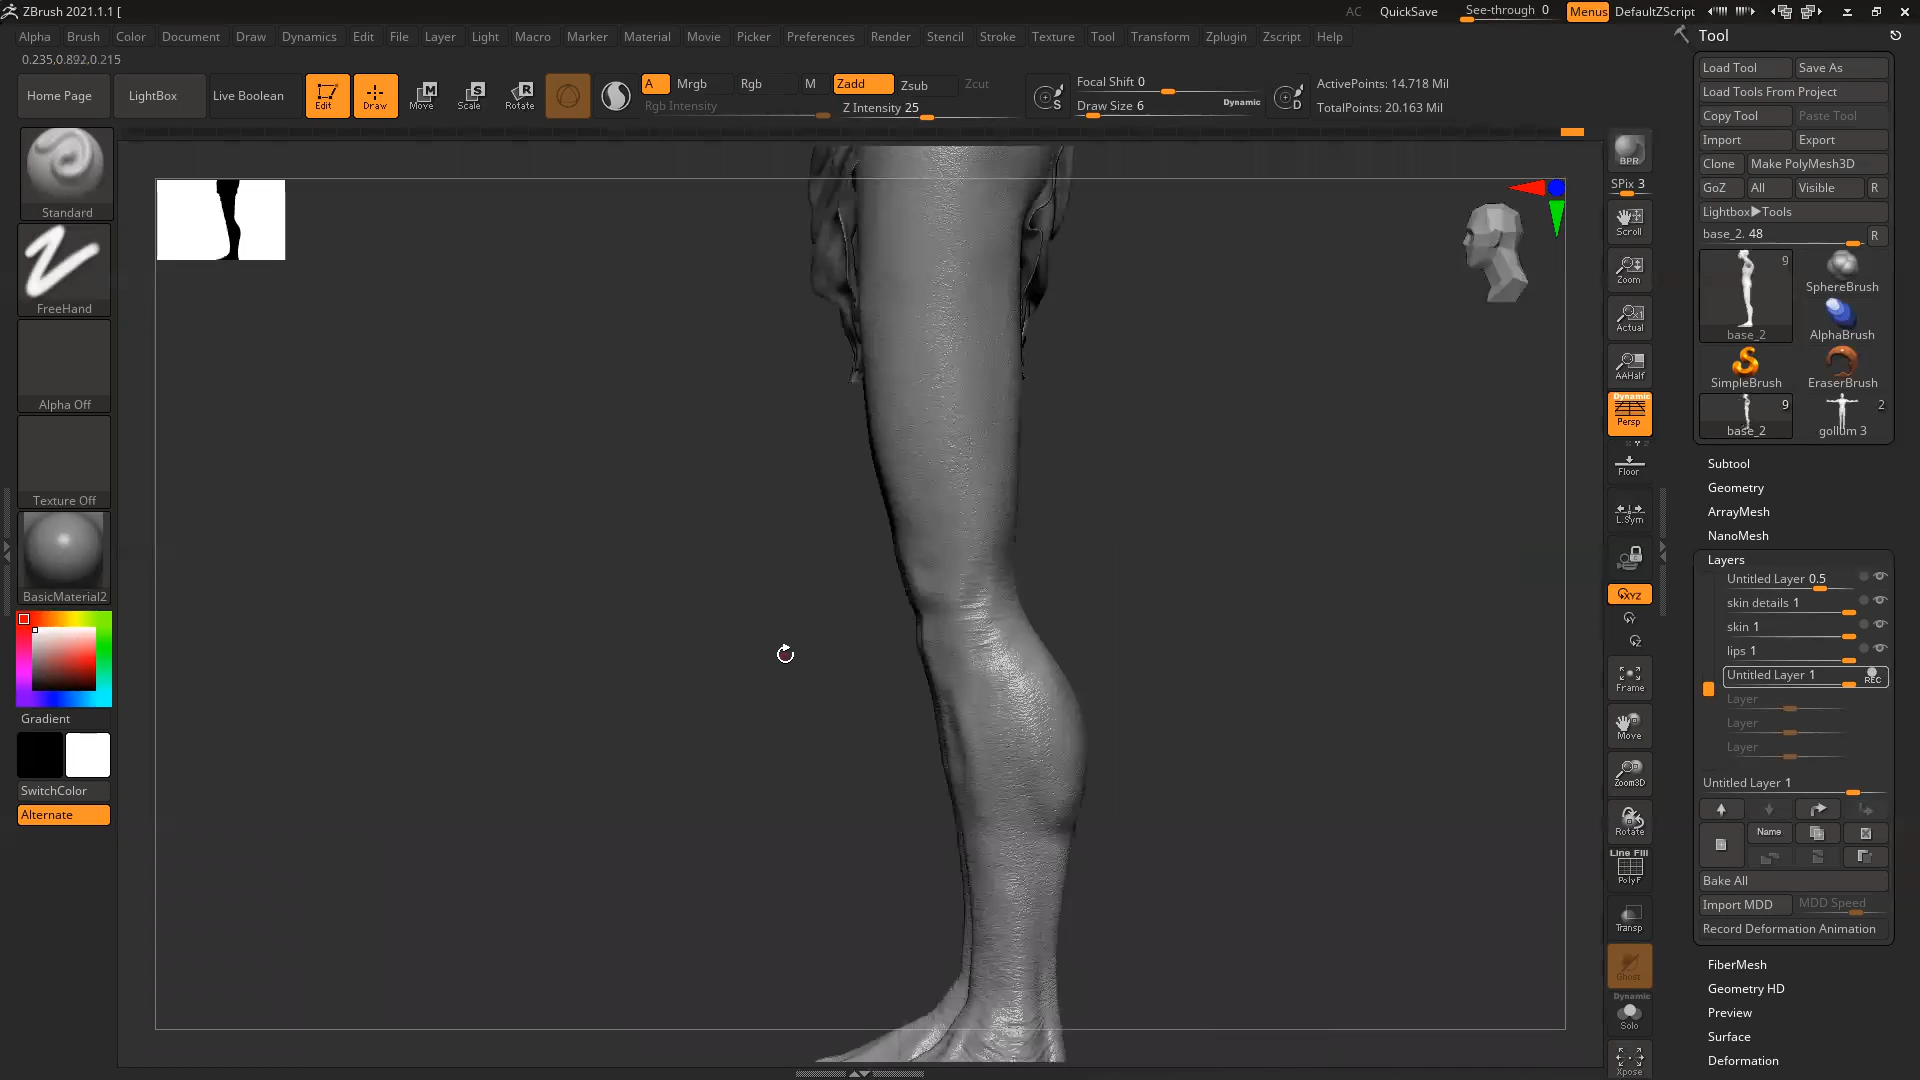 ZBrush 2021.1.1 [
AC QuickSave See-through 0 Menus DefaultZScript
Alpha Brush Color Document Draw Dynamics Edit File Layer Light Macro Marker Material Movie Picker Preferences Render Stencil Stroke Texture Tool Transform Zplugin Zscript Help
0.235,0.892,0.215
Home Page LightBox Live Boolean Edit Draw Move Scale Rotate
A Mrgb Rgb M Zadd Zsub Zcut
Rgb Intensity Z Intensity 25
S Focal Shift 0
Draw Size 6 Dynamic D
ActivePoints: 14.718 Mil
TotalPoints: 20.163 Mil
Standard
FreeHand
Alpha Off
Texture Off
BasicMaterial2
Gradient
SwitchColor
Alternate
BPR
SPix 3
Scroll
Zoom
Actual
AAHalf
Dynamic
Persp
Floor
L.Sym
XYZ
Frame
Move
Zoom3D
Rotate
Line Fill
PolyF
Transp
Ghost
Dynamic
Solo
Xpose
Tool
Load Tool Save As
Load Tools From Project
Copy Tool Paste Tool
Import Export
Clone Make PolyMesh3D
GoZ All Visible R
Lightbox▶Tools
base_2. 48 R
9
base_2
SphereBrush
AlphaBrush
SimpleBrush EraserBrush
9 2
base_2 gollum 3
Subtool
Geometry
ArrayMesh
NanoMesh
Layers
Untitled Layer 0.5
skin details 1
skin 1
lips 1
Untitled Layer 1 REC
Layer
Layer
Layer
Untitled Layer 1
Name
Bake All
Import MDD MDD Speed
Record Deformation Animation
FiberMesh
Geometry HD
Preview
Surface
Deformation